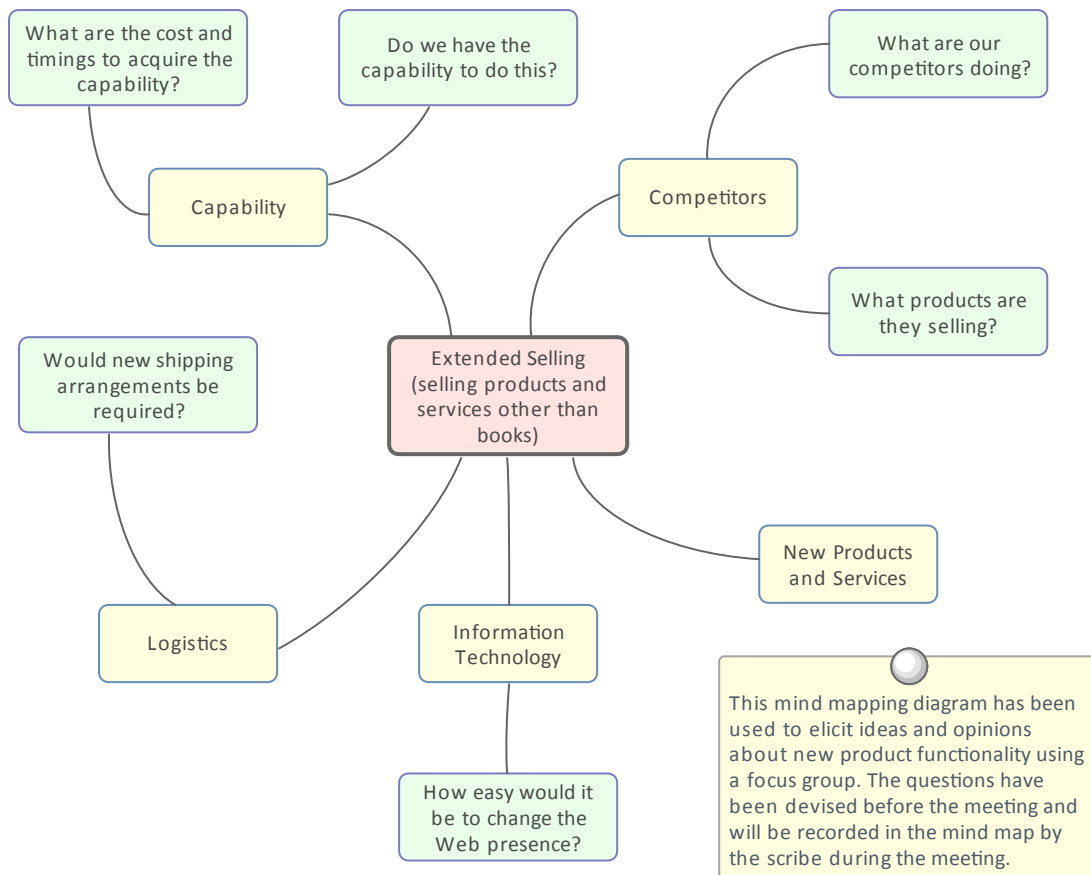 What are the cost and
timings to acquire the
capability?
Do we have the
capability to do this?
What are our
competitors doing?
Capability
Competitors
What products are
they selling?
Would new shipping
arrangements be
required?
Extended Selling
(selling products and
services other than
books)
New Products
and Services
Logistics
Information
Technology
How easy would it
be to change the
Web presence?
This mind mapping diagram has been
used to elicit ideas and opinions
about new product functionality using
a focus group. The questions have
been devised before the meeting and
will be recorded in the mind map by
the scribe during the meeting.